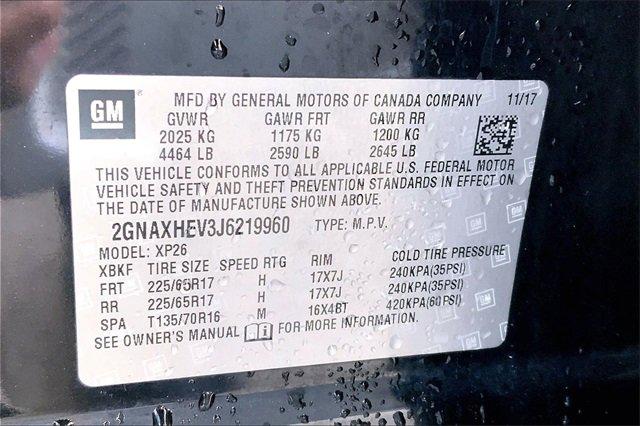 GM
MFD BY GENERAL MOTORS OF CANADA COMPANY 11/17
GVWR GAWR FRT GAWR RR
2025 KG 1175 KG 1200 KG
4464 LB 2590 LB 2645 LB
THIS VEHICLE CONFORMS TO ALL APPLICABLE U.S. FEDERAL MOTOR
VEHICLE SAFETY AND THEFT PREVENTION STANDARDS IN EFFECT ON
THE DATE OF MANUFACTURE SHOWN ABOVE.
2GNAXHEV3J6219960 TYPE: M.P.V.
MODEL: XP26
XBKF TIRE SIZE SPEED RTG RIM COLD TIRE PRESSURE
FRT 225/65R17 H 17X7J 240KPA(35PSI)
RR 225/65R17 H 17X7J 240KPA(35PSI)
SPA T135/70R16 M 16X4BT 420KPA(60PSI)
SEE OWNER'S MANUAL FOR MORE INFORMATION.